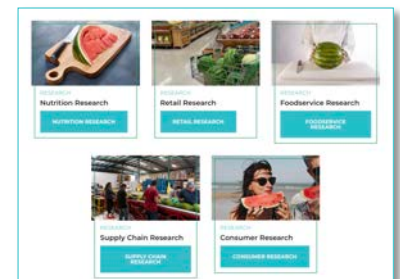 RESEARCH
Nutrition Research
NUTRITION RESEARCH
RESEARCH
Retail Research
RETAIL RESEARCH
RESEARCH
Foodservice Research
FOODSERVICE
RESEARCH
RESEARCH
Supply Chain Research
SUPPLY CHAIN
RESEARCH
RESEARCH
Consumer Research
CONSUMER RESEARCH